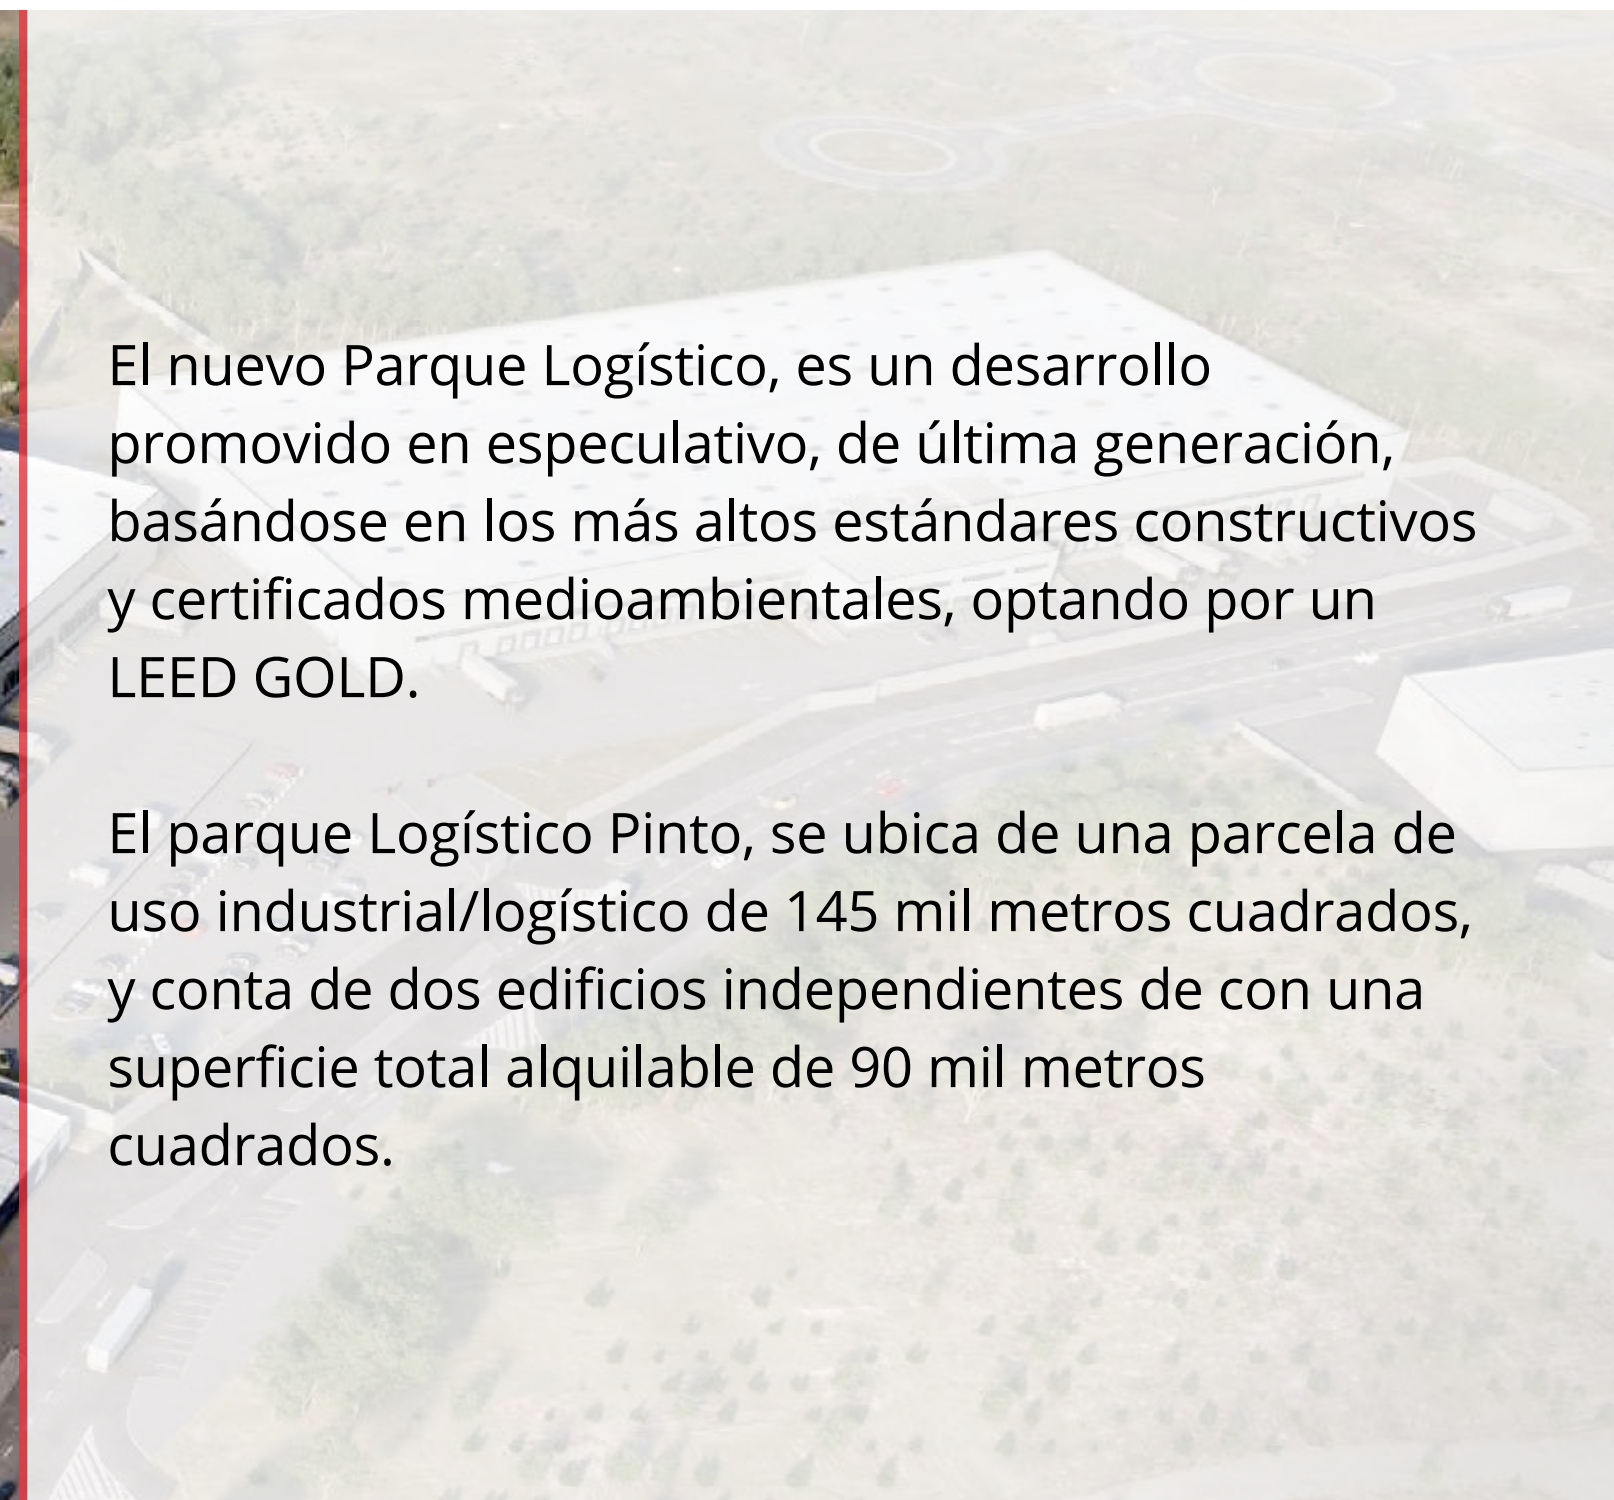 El nuevo Parque Logístico, es un desarrollo
promovido en especulativo, de última generación,
basándose en los más altos estándares constructivos
y certificados medioambientales, optando por un
LEED GOLD.
El parque Logístico Pinto, se ubica de una parcela de
uso industrial/logístico de 145 mil metros cuadrados,
y conta de dos edificios independientes de con una
superficie total alquilable de 90 mil metros
cuadrados.